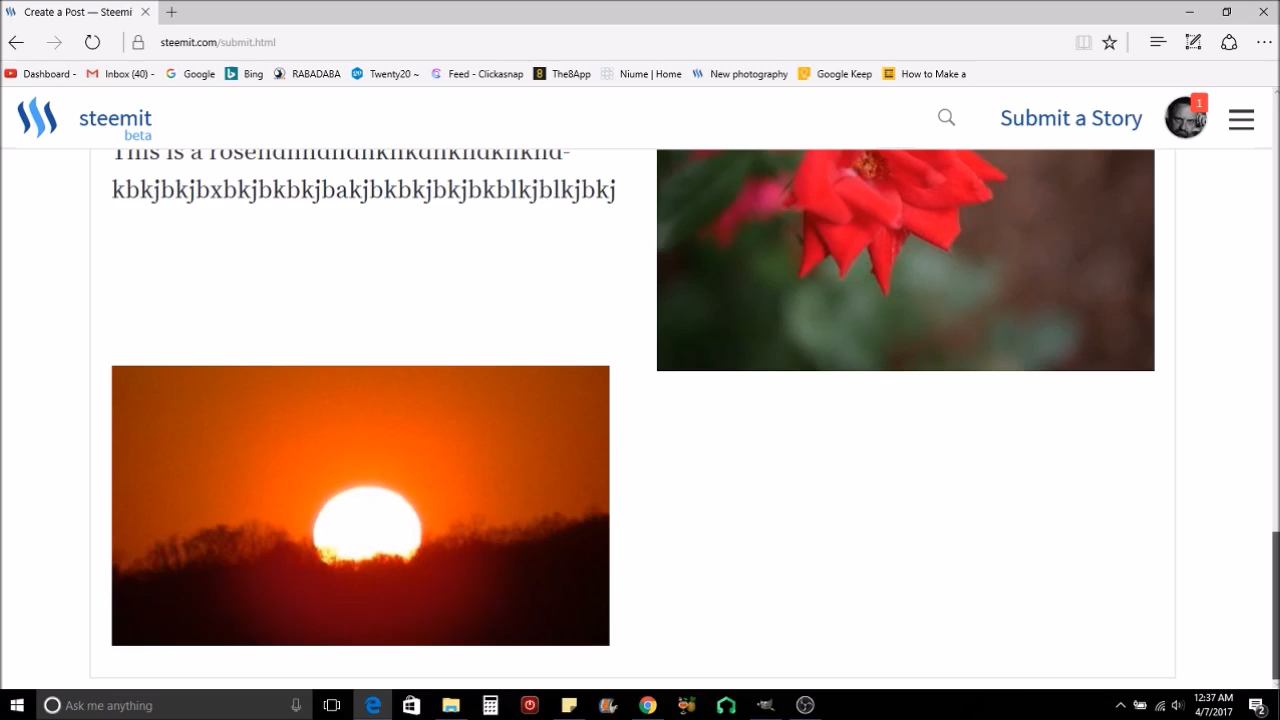 Create a Post — Steemi
steemit.com/submit.html
Dashboard - Inbox (40) - Google Bing RABADABA Twenty20 ~ Feed - Clickasnap The8App Niume | Home New photography Google Keep How to Make a
steemit
beta
Submit a Story
1
This is a
kbkjbkjbxbkjbkbkjbakjbkbkjbkjbkblkjblkjbkj
Ask me anything
12:37 AM
4/7/2017
2